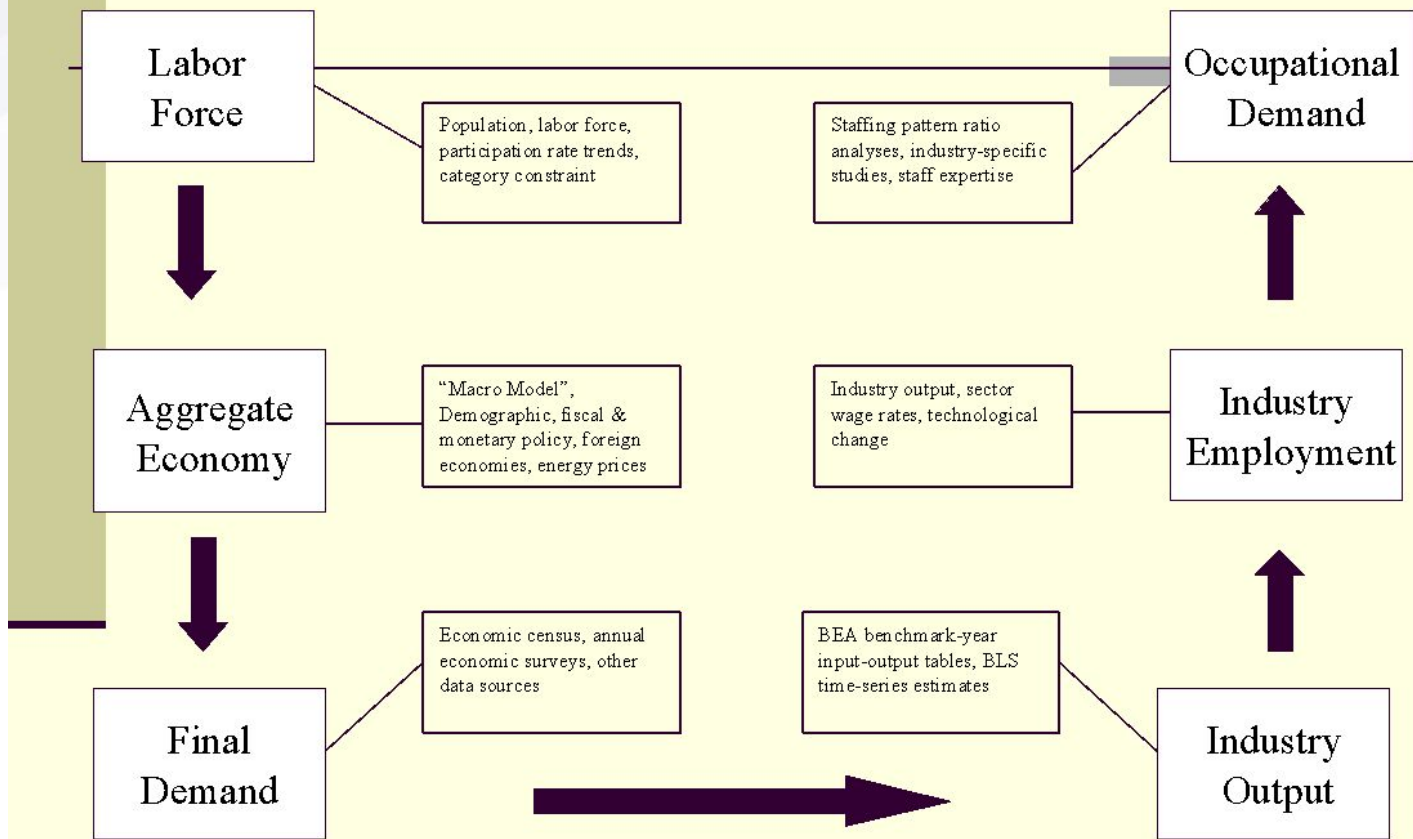 Labor
Force
Population, labor force,
participation rate trends,
category constraint
Staffing pattern ratio
analyses, industry-specific
studies, staff expertise
Occupational
Demand
Aggregate
Economy
“Macro Model”,
Demographic, fiscal &
monetary policy, foreign
economies, energy prices
Industry output, sector
wage rates, technological
change
Industry
Employment
Final
Demand
Economic census, annual
economic surveys, other
data sources
BEA benchmark-year
input-output tables, BLS
time-series estimates
Industry
Output